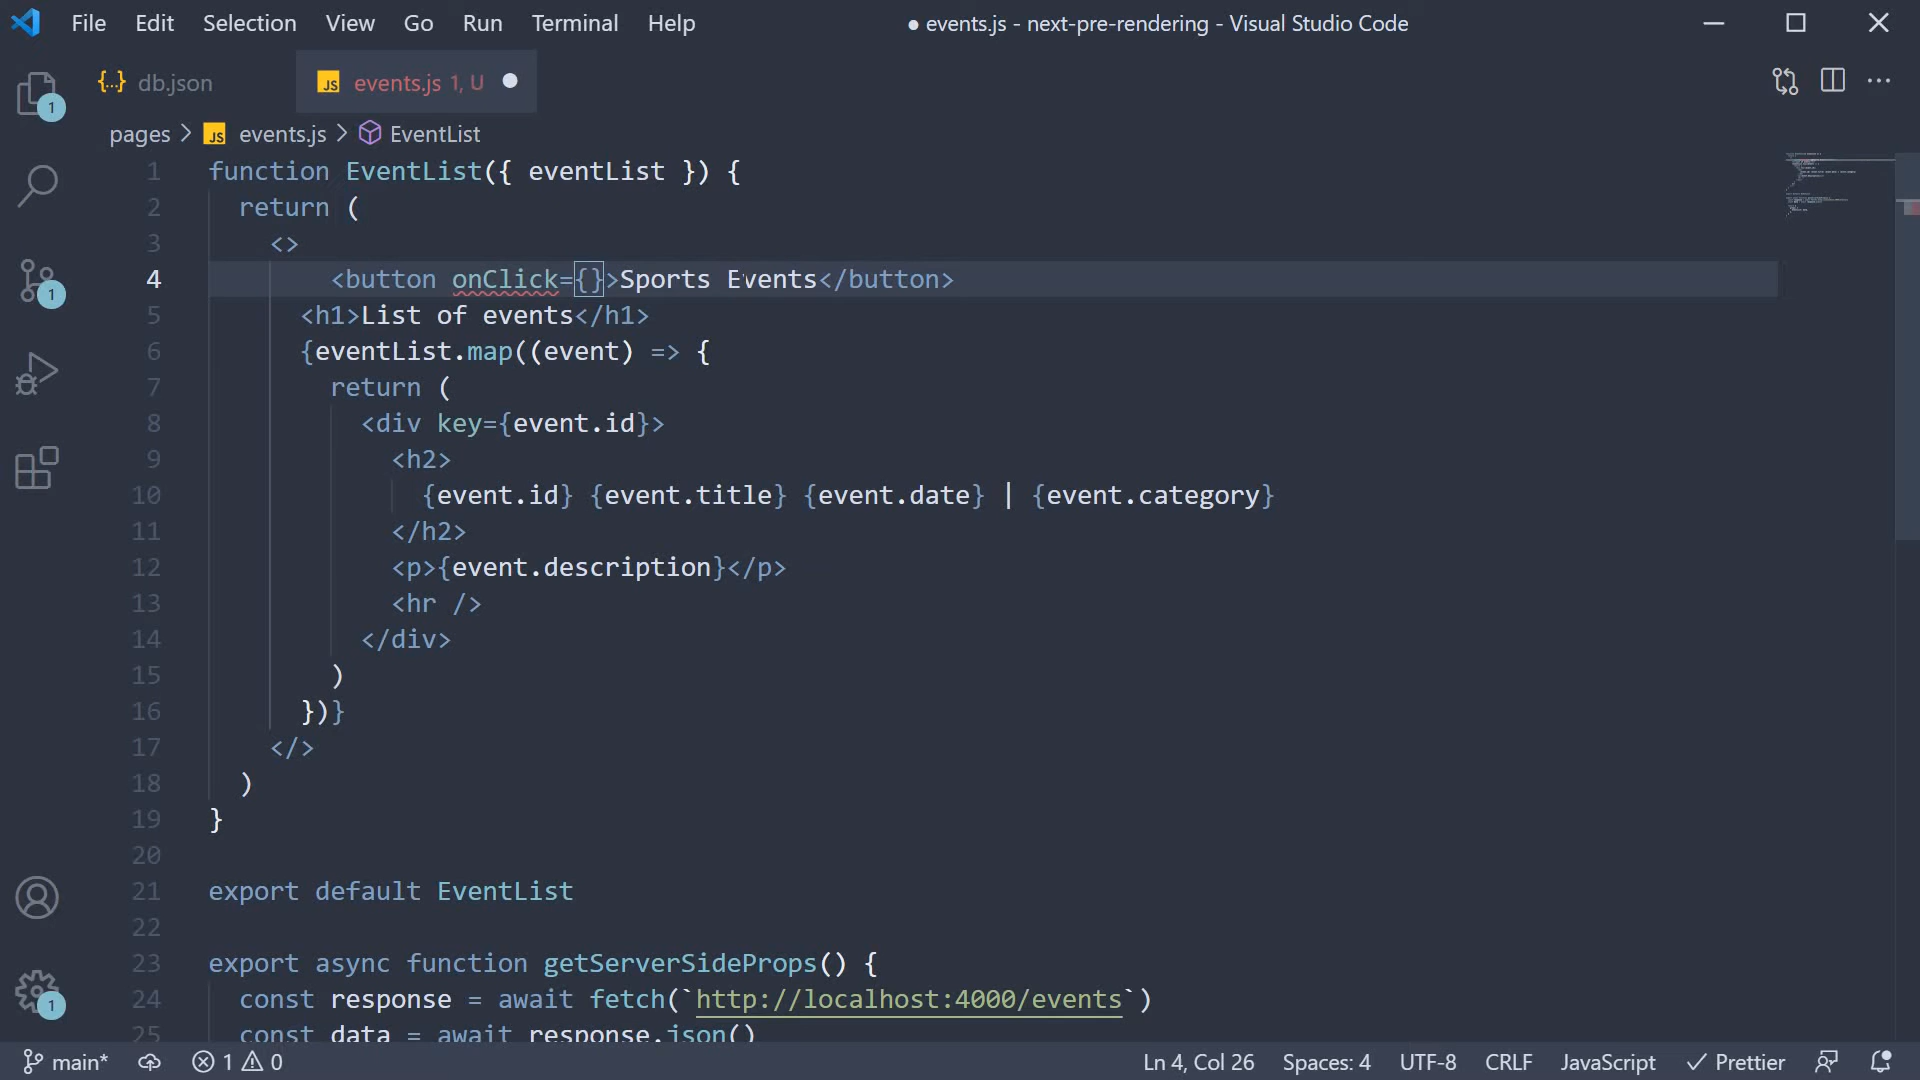 File Edit Selection View Go Run Terminal Help ● events.js - next-pre-rendering - Visual Studio Code
{..} db.json JS events.js 1, U
1
pages > JS events.js > EventList
1 function EventList({ eventList }) {
2 return (
3 <>
4 <button onClick={}>Sports Events</button>
1
5 <h1>List of events</h1>
6 {eventList.map((event) => {
7 return (
8 <div key={event.id}>
9 <h2>
10 {event.id} {event.title} {event.date} | {event.category}
11 </h2>
12 <p>{event.description}</p>
13 <hr />
14 </div>
15 )
16 })}
17 </>
18 )
19 }
20
21 export default EventList
22
23 export async function getServerSideProps() {
24 const response = await fetch(`http://localhost:4000/events`)
1
25 const data = await response.json()
main* 1 0 Ln 4, Col 26 Spaces: 4 UTF-8 CRLF JavaScript Prettier